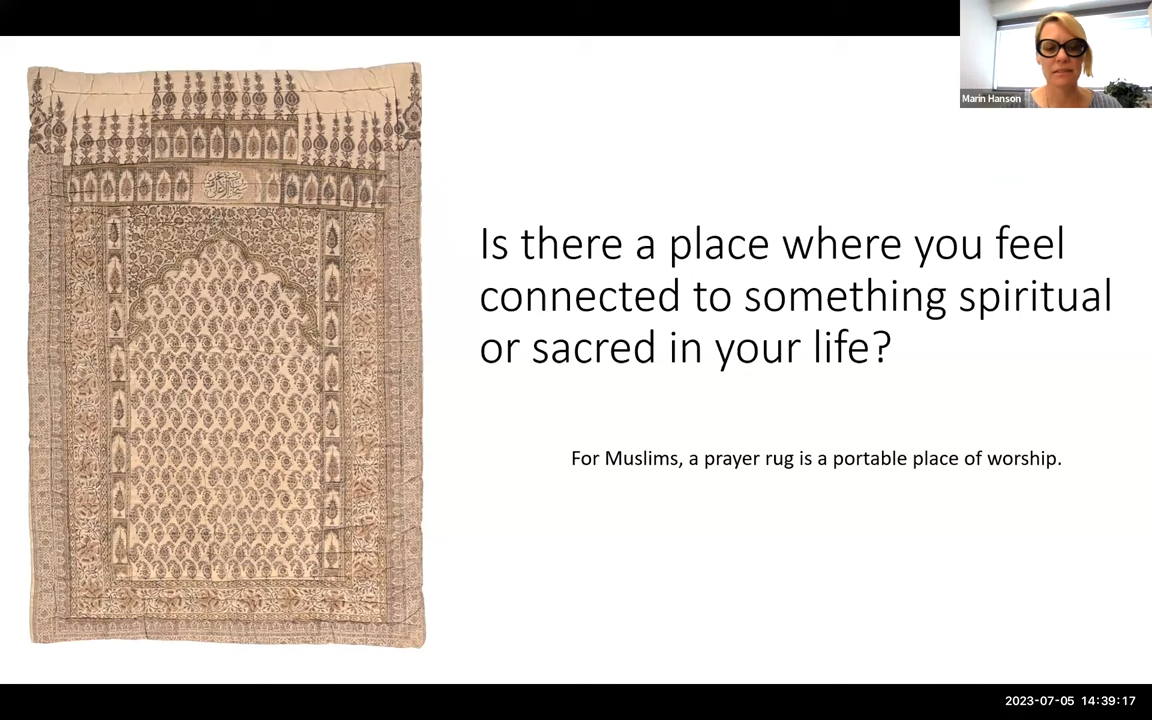 Marin Hanson
Is there a place where you feel
connected to something spiritual
or sacred in your life?
For Muslims, a prayer rug is a portable place of worship.
2023-07-05 14:39:17